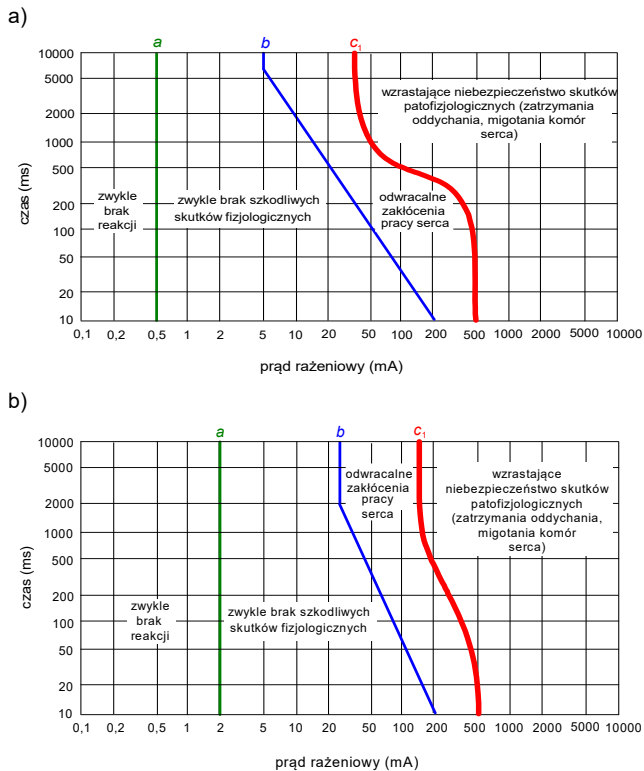 a)
a
b
c₁
10000
5000
2000
1000
500
200
100
50
20
10
czas (ms)
wzrastające niebezpieczeństwo skutków
patofizjologicznych (zatrzymania
oddychania, migotania komór
serca)
zwykle
brak
reakcji
zwykle brak szkodliwych
skutków fizjologicznych
odwracalne
zakłócenia
pracy serca
0,1 0,2 0,5 1 2 5 10 20 50 100 200 500 1000 2000 5000 10000
prąd rażeniowy (mA)
b)
a
b
c₁
10000
5000
2000
1000
500
200
100
50
20
10
czas (ms)
odwracalne
zakłócenia
pracy
serca
wzrastające
niebezpieczeństwo skutków
patofizjologicznych
(zatrzymania oddychania,
migotania komór
serca)
zwykle
brak
reakcji
zwykle brak szkodliwych
skutków fizjologicznych
0,1 0,2 0,5 1 2 5 10 20 50 100 200 500 1000 2000 5000 10000
prąd rażeniowy (mA)